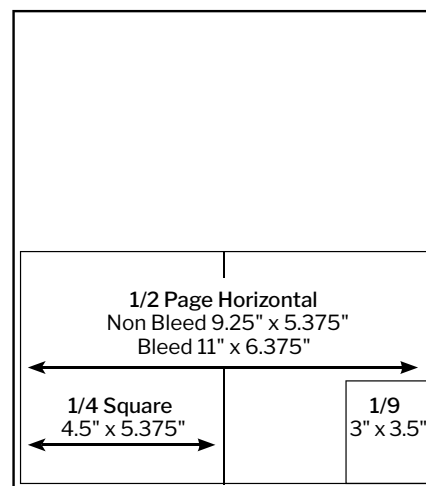 1/2 Page Horizontal
Non Bleed 9.25" x 5.375"
Bleed 11" x 6.375"
1/4 Square
4.5" x 5.375"
1/9
3" x 3.5"